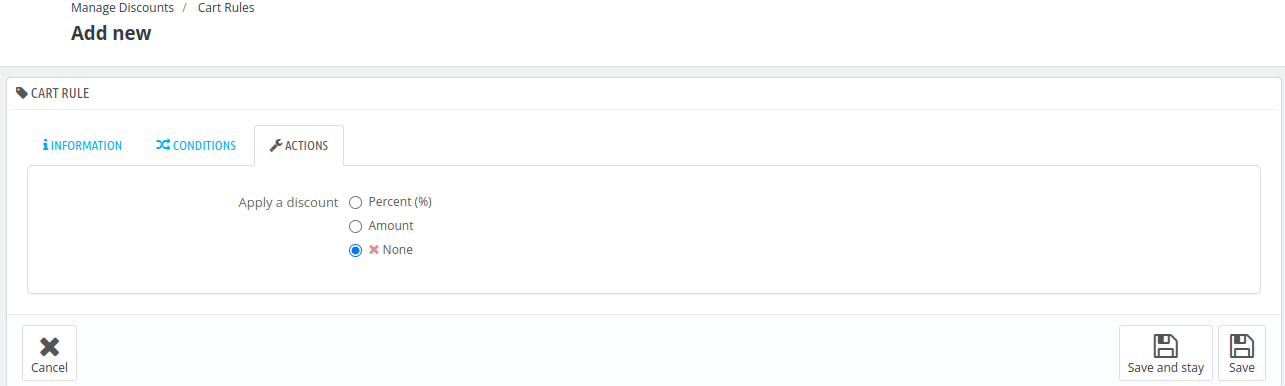 Manage Discounts / Cart Rules
Add new
CART RULE
INFORMATION CONDITIONS ACTIONS
Apply a discount Percent (%)
Amount
None
Cancel Save and stay Save